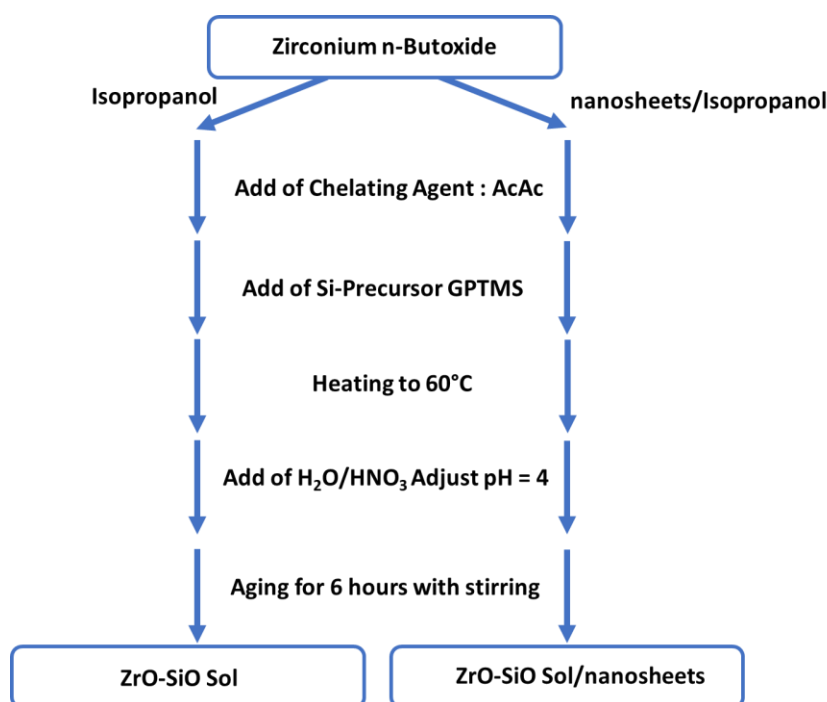 Zirconium n-Butoxide
Isopropanol
nanosheets/Isopropanol
Add of Chelating Agent : AcAc
Add of Si-Precursor GPTMS
Heating to 60°C
Add of H₂O/HNO₃ Adjust pH = 4
Aging for 6 hours with stirring
ZrO-SiO Sol
ZrO-SiO Sol/nanosheets